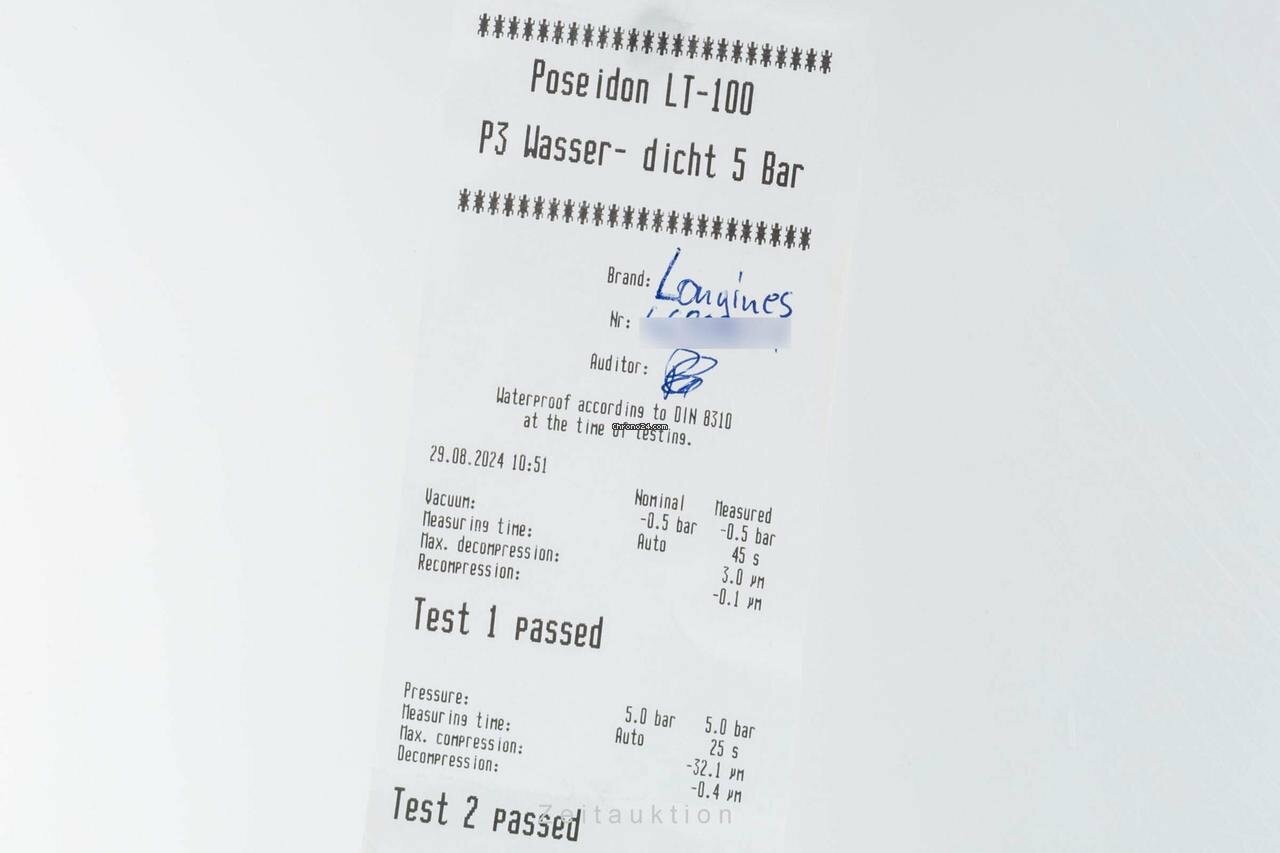 ************************
Poseidon LT-100
P3 Wasser- dicht 5 Bar
************************
Brand: Longines
Nr:
Auditor:
Waterproof according to DIN 8310
at the time of testing.
Chrono24.com
29.08.2024 10:51
Nominal Measured
Vacuum: -0.5 bar -0.5 bar
Measuring time: Auto 45 s
Max. decompression: 3.0 µm
Recompression: -0.1 µm
Test 1 passed
Pressure: 5.0 bar 5.0 bar
Measuring time: Auto 25 s
Max. compression: -32.1 µm
Decompression: -0.4 µm
Test 2 passed
Zeitauktion